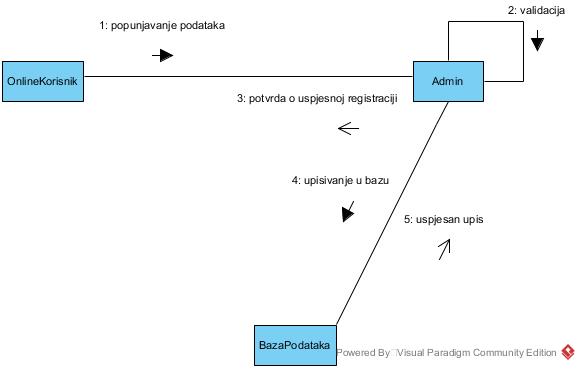 2: validacija
1: popunjavanje podataka
OnlineKorisnik
Admin
3: potvrda o uspjesnoj registraciji
4: upisivanje u bazu
5: uspjesan upis
BazaPodataka
Powered By Visual Paradigm Community Edition